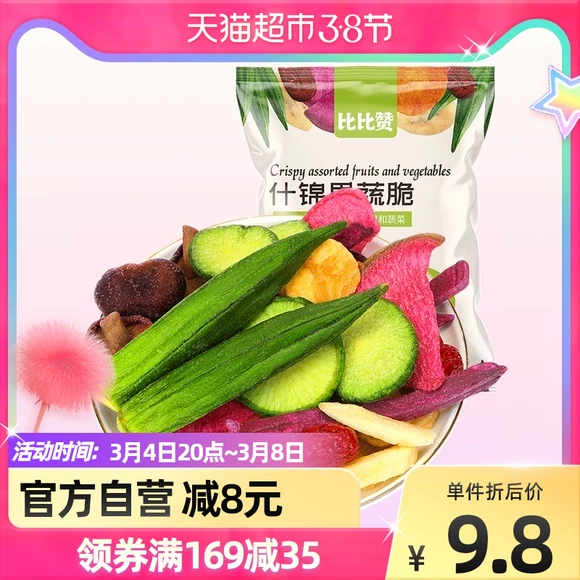 天猫超市38节
比比赞
Crispy assorted fruits and vegetables
什锦果蔬脆
和蔬菜
活动时间: 3月4日20点~3月8日
官方自营 减8元
领券满169减35
单件折后价
¥ 9.8